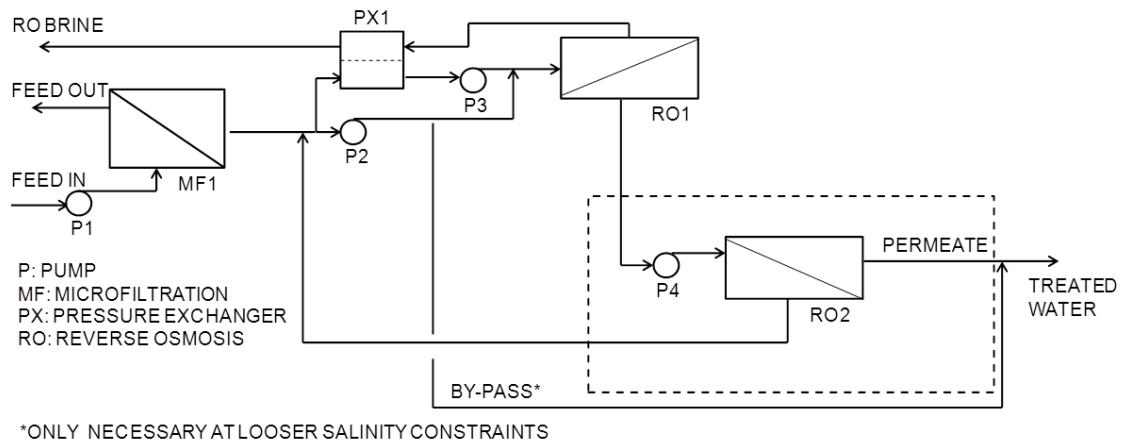 PX1
RO BRINE
FEED OUT
P3
RO1
P2
FEED IN
MF1
P1
PERMEATE
P4
TREATED
WATER
RO2
P: PUMP
MF: MICROFILTRATION
PX: PRESSURE EXCHANGER
RO: REVERSE OSMOSIS
BY-PASS*
*ONLY NECESSARY AT LOOSER SALINITY CONSTRAINTS